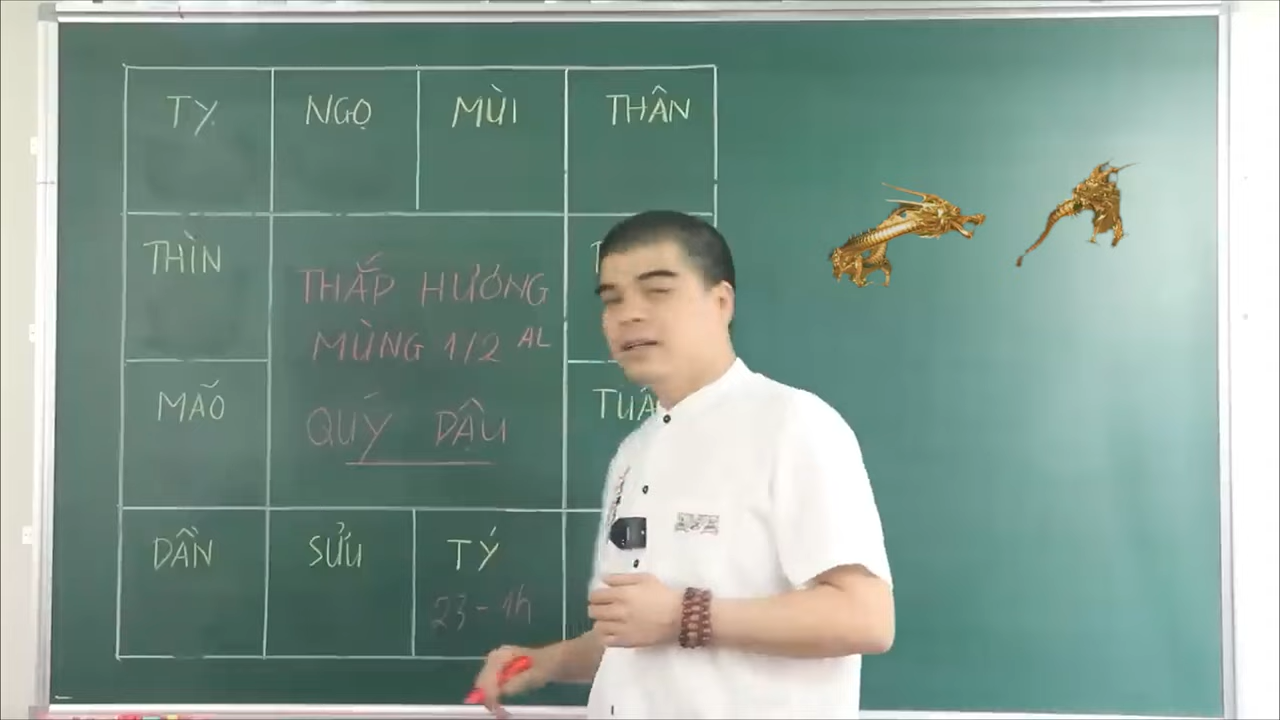 TỴ
NGỌ
MÙI
THÂN
THÌN
THẮP HƯƠNG
MÙNG 1/2 AL
MÃO
QUÝ DẬU
DẦN
SỬU
TÝ
23-1h